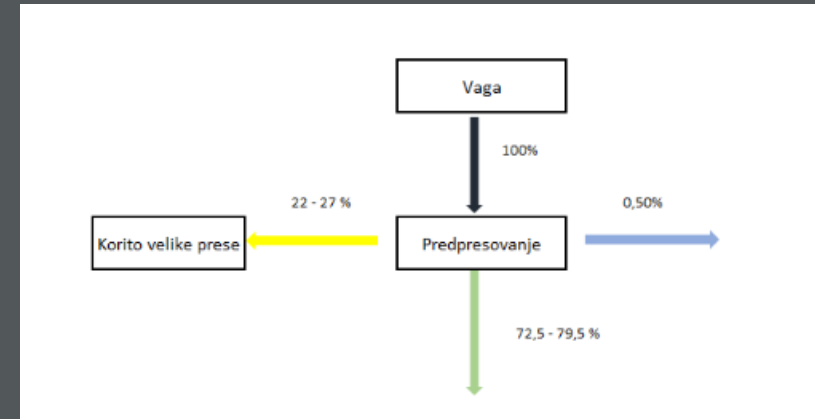 Vaga
100%
22 - 27 %
0,50%
Korito velike prese
Predpresovanje
72,5 - 79,5 %